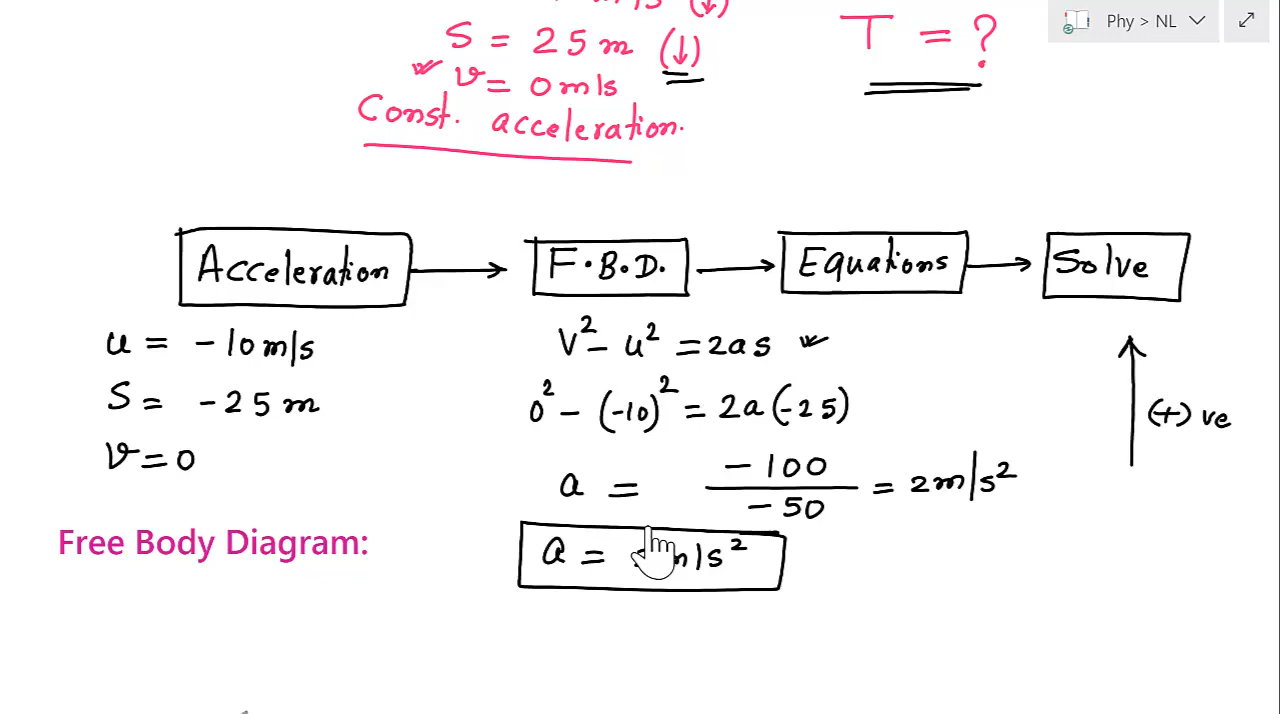 Phy > NL
S = 25 m (↓)
T = ?
v = 0 m/s
Const. acceleration.
Acceleration → F.B.D. → Equations → Solve
u = -10 m/s
V² - u² = 2as
S = -25 m
0² - (-10)² = 2a(-25)
(+) ve
v = 0
a = -100 / -50 = 2 m/s²
Free Body Diagram:
a = m/s²